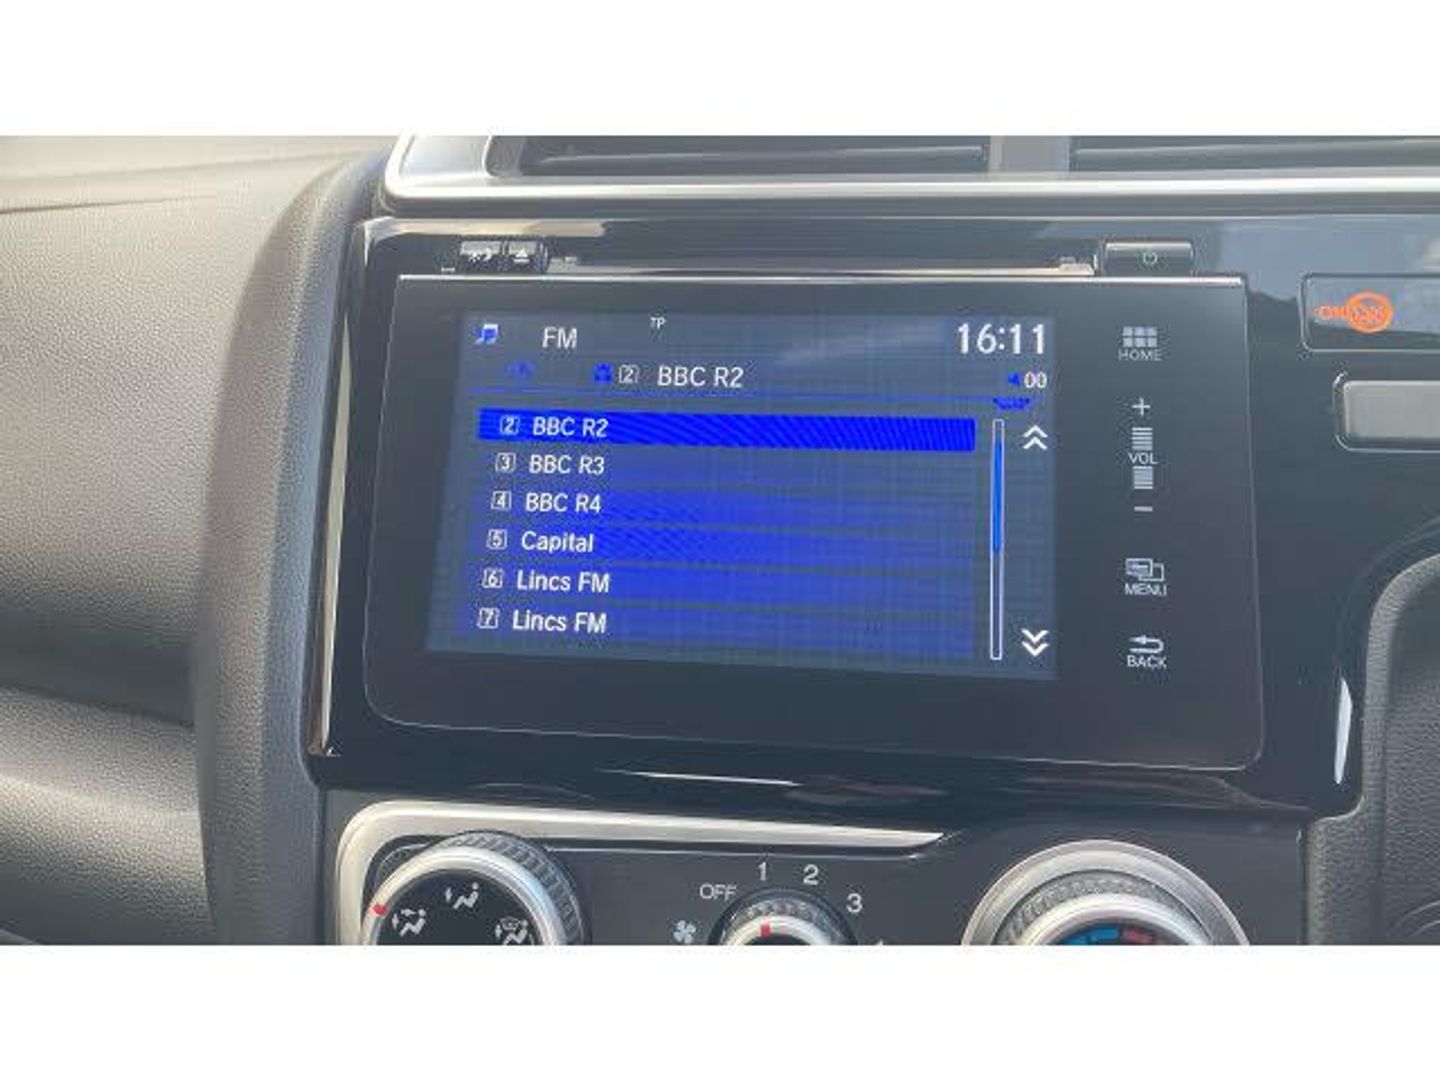 FM
TP
16:11
2 BBC R2
00
2 BBC R2
3 BBC R3
4 BBC R4
5 Capital
6 Lincs FM
7 Lincs FM
HOME
+
VOL
−
MENU
BACK
OFF 1 2 3